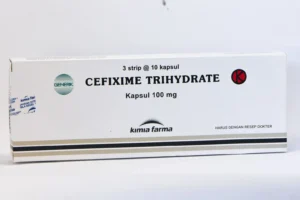 3 strip @ 10 kapsul
CEFIXIME TRIHYDRATE
K
Kapsul 100 mg
kimia farma
HARUS DENGAN RESEP DOKTER